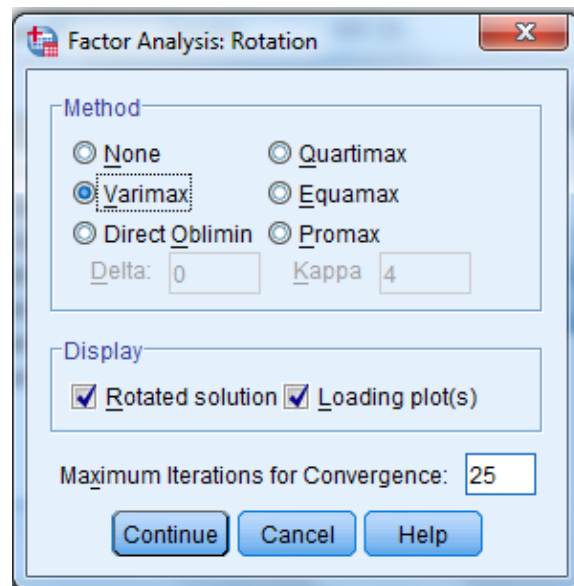 Factor Analysis: Rotation
Method
None Quartimax
Varimax Equamax
Direct Oblimin Promax
Delta: 0 Kappa 4
Display
Rotated solution Loading plot(s)
Maximum Iterations for Convergence: 25
Continue Cancel Help